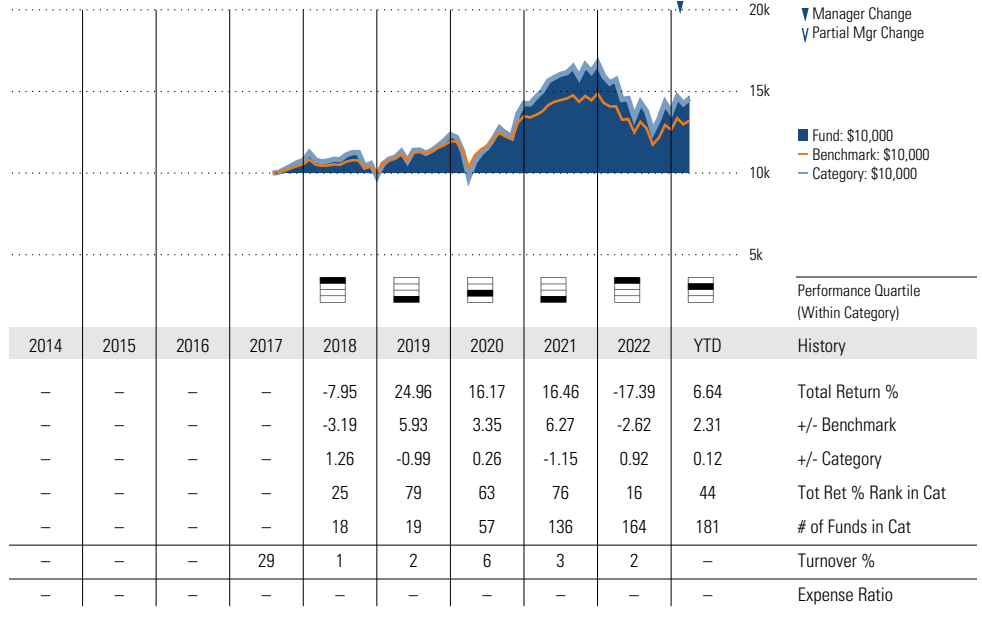 20k
Manager Change
Partial Mgr Change
15k
Fund: $10,000
Benchmark: $10,000
Category: $10,000
10k
5k
Performance Quartile
(Within Category)
2014 2015 2016 2017 2018 2019 2020 2021 2022 YTD History
– – – – -7.95 24.96 16.17 16.46 -17.39 6.64 Total Return %
– – – – -3.19 5.93 3.35 6.27 -2.62 2.31 +/- Benchmark
– – – – 1.26 -0.99 0.26 -1.15 0.92 0.12 +/- Category
– – – – 25 79 63 76 16 44 Tot Ret % Rank in Cat
– – – – 18 19 57 136 164 181 # of Funds in Cat
– – – 29 1 2 6 3 2 – Turnover %
– – – – – – – – – – Expense Ratio